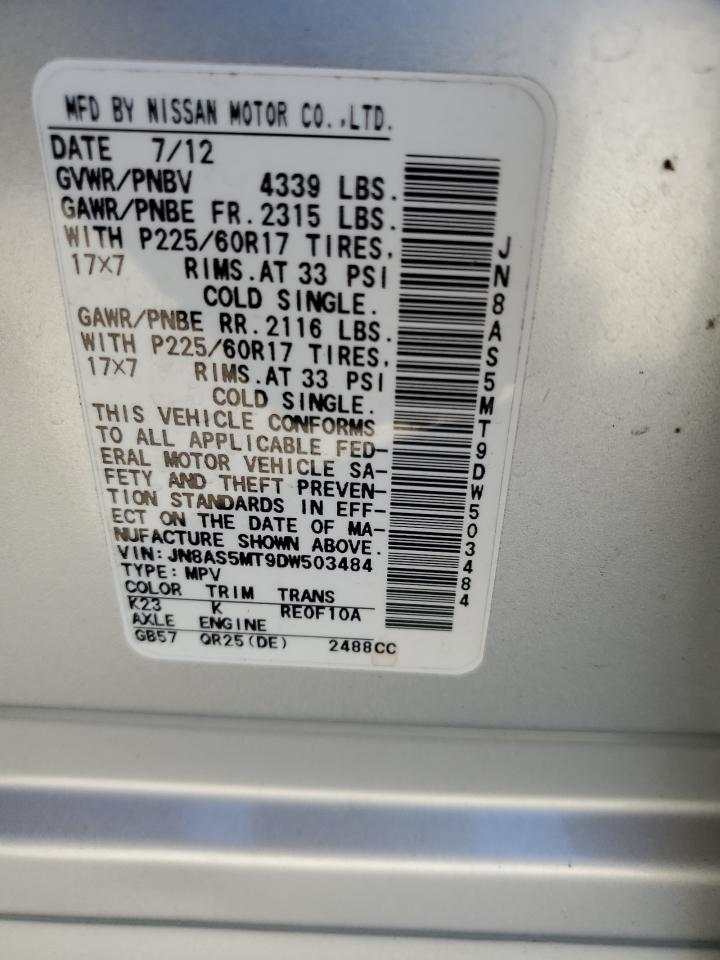 MFD BY NISSAN MOTOR CO.,LTD.
DATE 7/12
GVWR/PNBV 4339 LBS.
GAWR/PNBE FR.2315 LBS.
WITH P225/60R17 TIRES,
17X7 RIMS.AT 33 PSI
COLD SINGLE.
GAWR/PNBE RR.2116 LBS.
WITH P225/60R17 TIRES,
17X7 RIMS.AT 33 PSI
COLD SINGLE.
THIS VEHICLE CONFORMS
TO ALL APPLICABLE FED-
ERAL MOTOR VEHICLE SA-
FETY AND THEFT PREVEN-
TION STANDARDS IN EFF-
ECT ON THE DATE OF MA-
NUFACTURE SHOWN ABOVE.
VIN:JN8AS5MT9DW503484
TYPE:MPV
COLOR TRIM TRANS
K23 K RE0F10A
AXLE ENGINE
GB57 QR25(DE) 2488CC
JN8AS5MT9DW503484